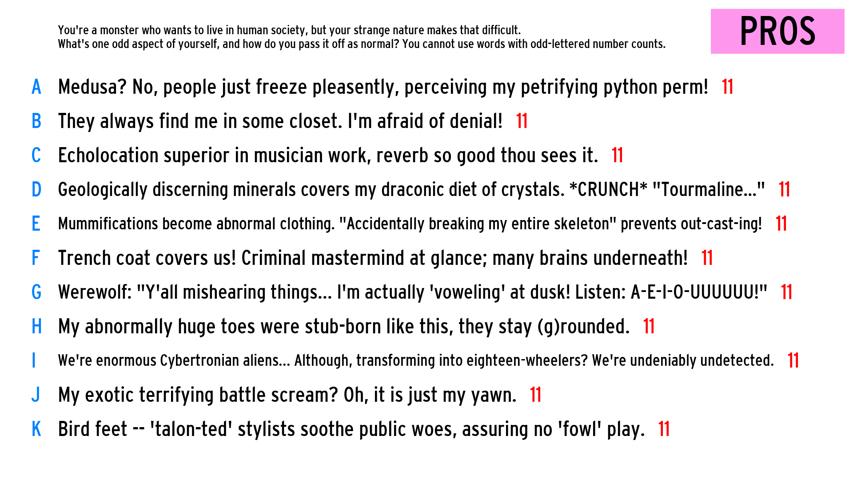 You're a monster who wants to live in human society, but your strange nature makes that difficult.
What's one odd aspect of yourself, and how do you pass it off as normal? You cannot use words with odd-lettered number counts.
PROS
A Medusa? No, people just freeze pleasently, perceiving my petrifying python perm! 11
B They always find me in some closet. I'm afraid of denial! 11
C Echolocation superior in musician work, reverb so good thou sees it. 11
D Geologically discerning minerals covers my draconic diet of crystals. *CRUNCH* "Tourmaline..." 11
E Mummifications become abnormal clothing. "Accidentally breaking my entire skeleton" prevents out-cast-ing! 11
F Trench coat covers us! Criminal mastermind at glance; many brains underneath! 11
G Werewolf: "Y'all mishearing things... I'm actually 'voweling' at dusk! Listen: A-E-I-O-UUUUUU!" 11
H My abnormally huge toes were stub-born like this, they stay (g)rounded. 11
I We're enormous Cybertronian aliens... Although, transforming into eighteen-wheelers? We're undeniably undetected. 11
J My exotic terrifying battle scream? Oh, it is just my yawn. 11
K Bird feet -- 'talon-ted' stylists soothe public woes, assuring no 'fowl' play. 11